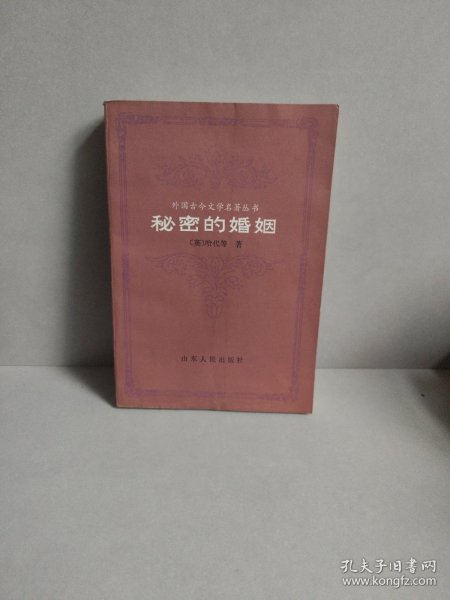 外国古今文学名著丛书
秘密的婚姻
〔英〕哈代等 著
山东人民出版社
孔夫子旧书网
www.kongfz.com